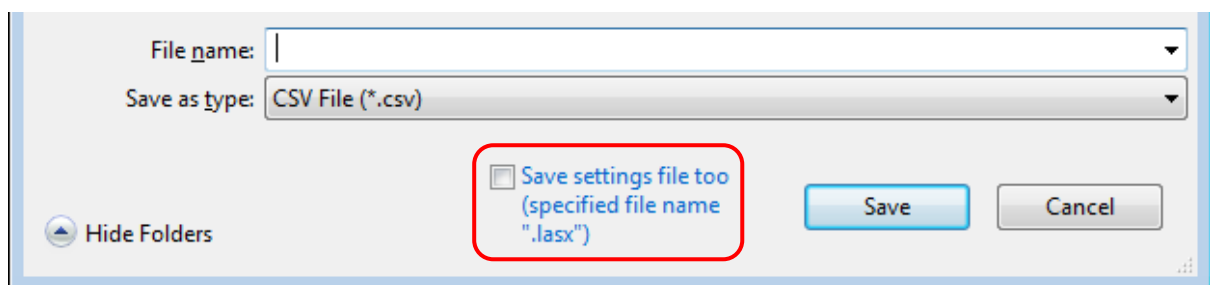 File name:
Save as type: CSV File (*.csv)
Save settings file too
(specified file name
".lasx")
Save Cancel
Hide Folders